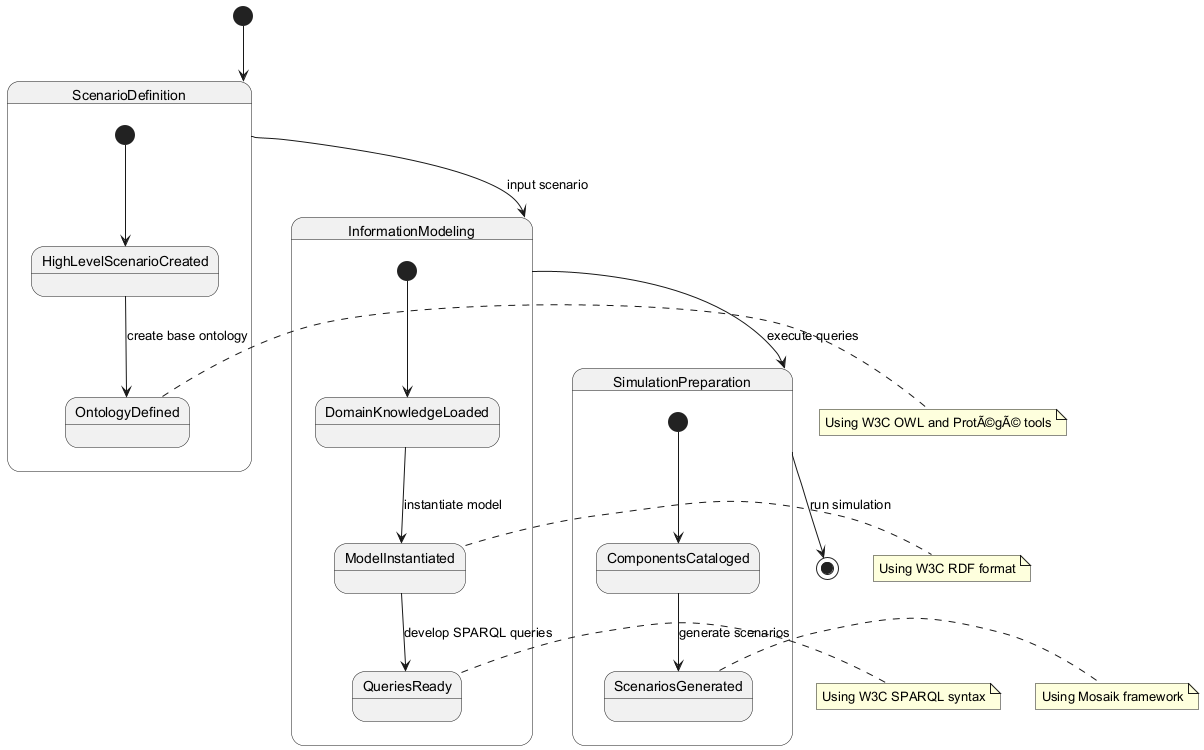 ScenarioDefinition
input scenario
InformationModeling
HighLevelScenarioCreated
create base ontology
execute queries
SimulationPreparation
OntologyDefined
DomainKnowledgeLoaded
Using W3C OWL and ProtÃ©gÃ© tools
instantiate model
run simulation
ModelInstantiated
ComponentsCataloged
Using W3C RDF format
develop SPARQL queries
generate scenarios
QueriesReady
ScenariosGenerated
Using W3C SPARQL syntax
Using Mosaik framework